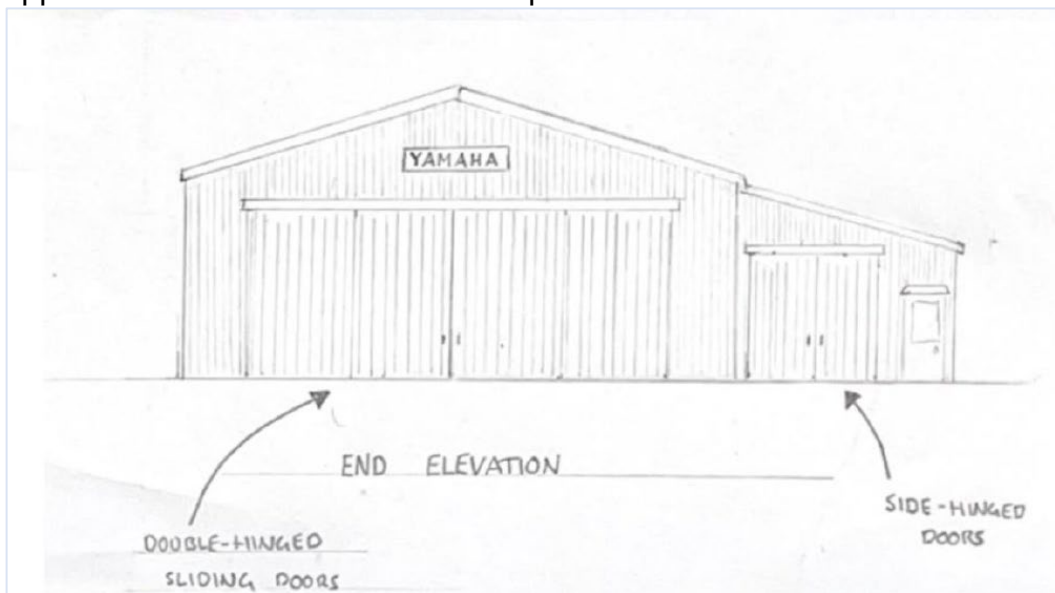 YAMAHA
END ELEVATION
DOUBLE-HINGED
SLIDING DOORS
SIDE-HINGED
DOORS